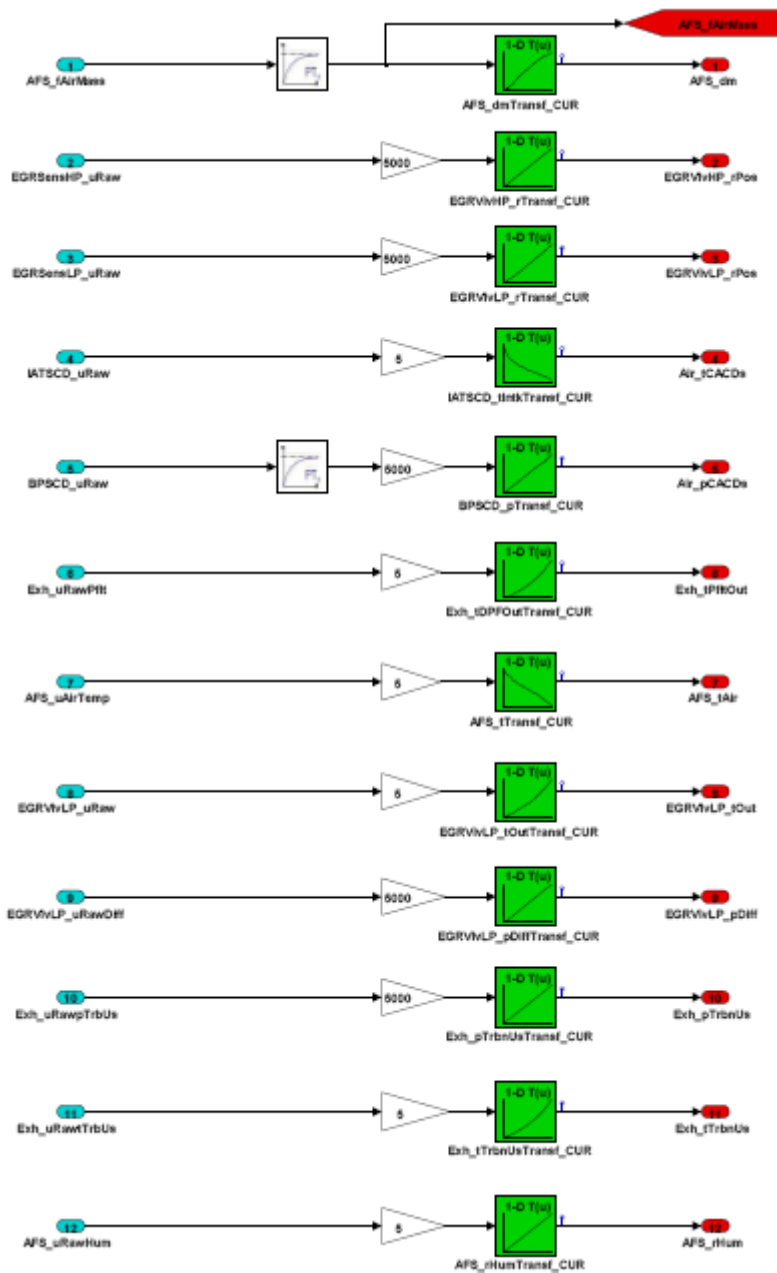 AFS_fAirMass
1-D T(u)
1
PT1
1
AFS_fAirMass
AFS_dmTransf_CUR
AFS_dm
1-D T(u)
2
5000
2
EGRSensHP_uRaw
EGRVlvHP_rTransf_CUR
EGRVlvHP_rPos
1-D T(u)
3
5000
3
EGRSensLP_uRaw
EGRVlvLP_rTransf_CUR
EGRVlvLP_rPos
1-D T(u)
4
5
4
IATSCD_uRaw
IATSCD_tIntkTransf_CUR
Air_tCACDs
1-D T(u)
5
PT1
5000
5
BPSCD_uRaw
BPSCD_pTransf_CUR
Air_pCACDs
1-D T(u)
6
5
6
Exh_uRawPflt
Exh_tDPFOutTransf_CUR
Exh_tPfltOut
1-D T(u)
7
5
7
AFS_uAirTemp
AFS_tTransf_CUR
AFS_tAir
1-D T(u)
8
5
8
EGRVlvLP_uRaw
EGRVlvLP_tOutTransf_CUR
EGRVlvLP_tOut
1-D T(u)
9
5000
9
EGRVlvLP_uRawDiff
EGRVlvLP_pDiffTransf_CUR
EGRVlvLP_pDiff
1-D T(u)
10
5000
10
Exh_uRawpTrbUs
Exh_pTrbnUsTransf_CUR
Exh_pTrbnUs
1-D T(u)
11
5
11
Exh_uRawtTrbUs
Exh_tTrbnUsTransf_CUR
Exh_tTrbnUs
1-D T(u)
12
5
12
AFS_uRawHum
AFS_rHumTransf_CUR
AFS_rHum